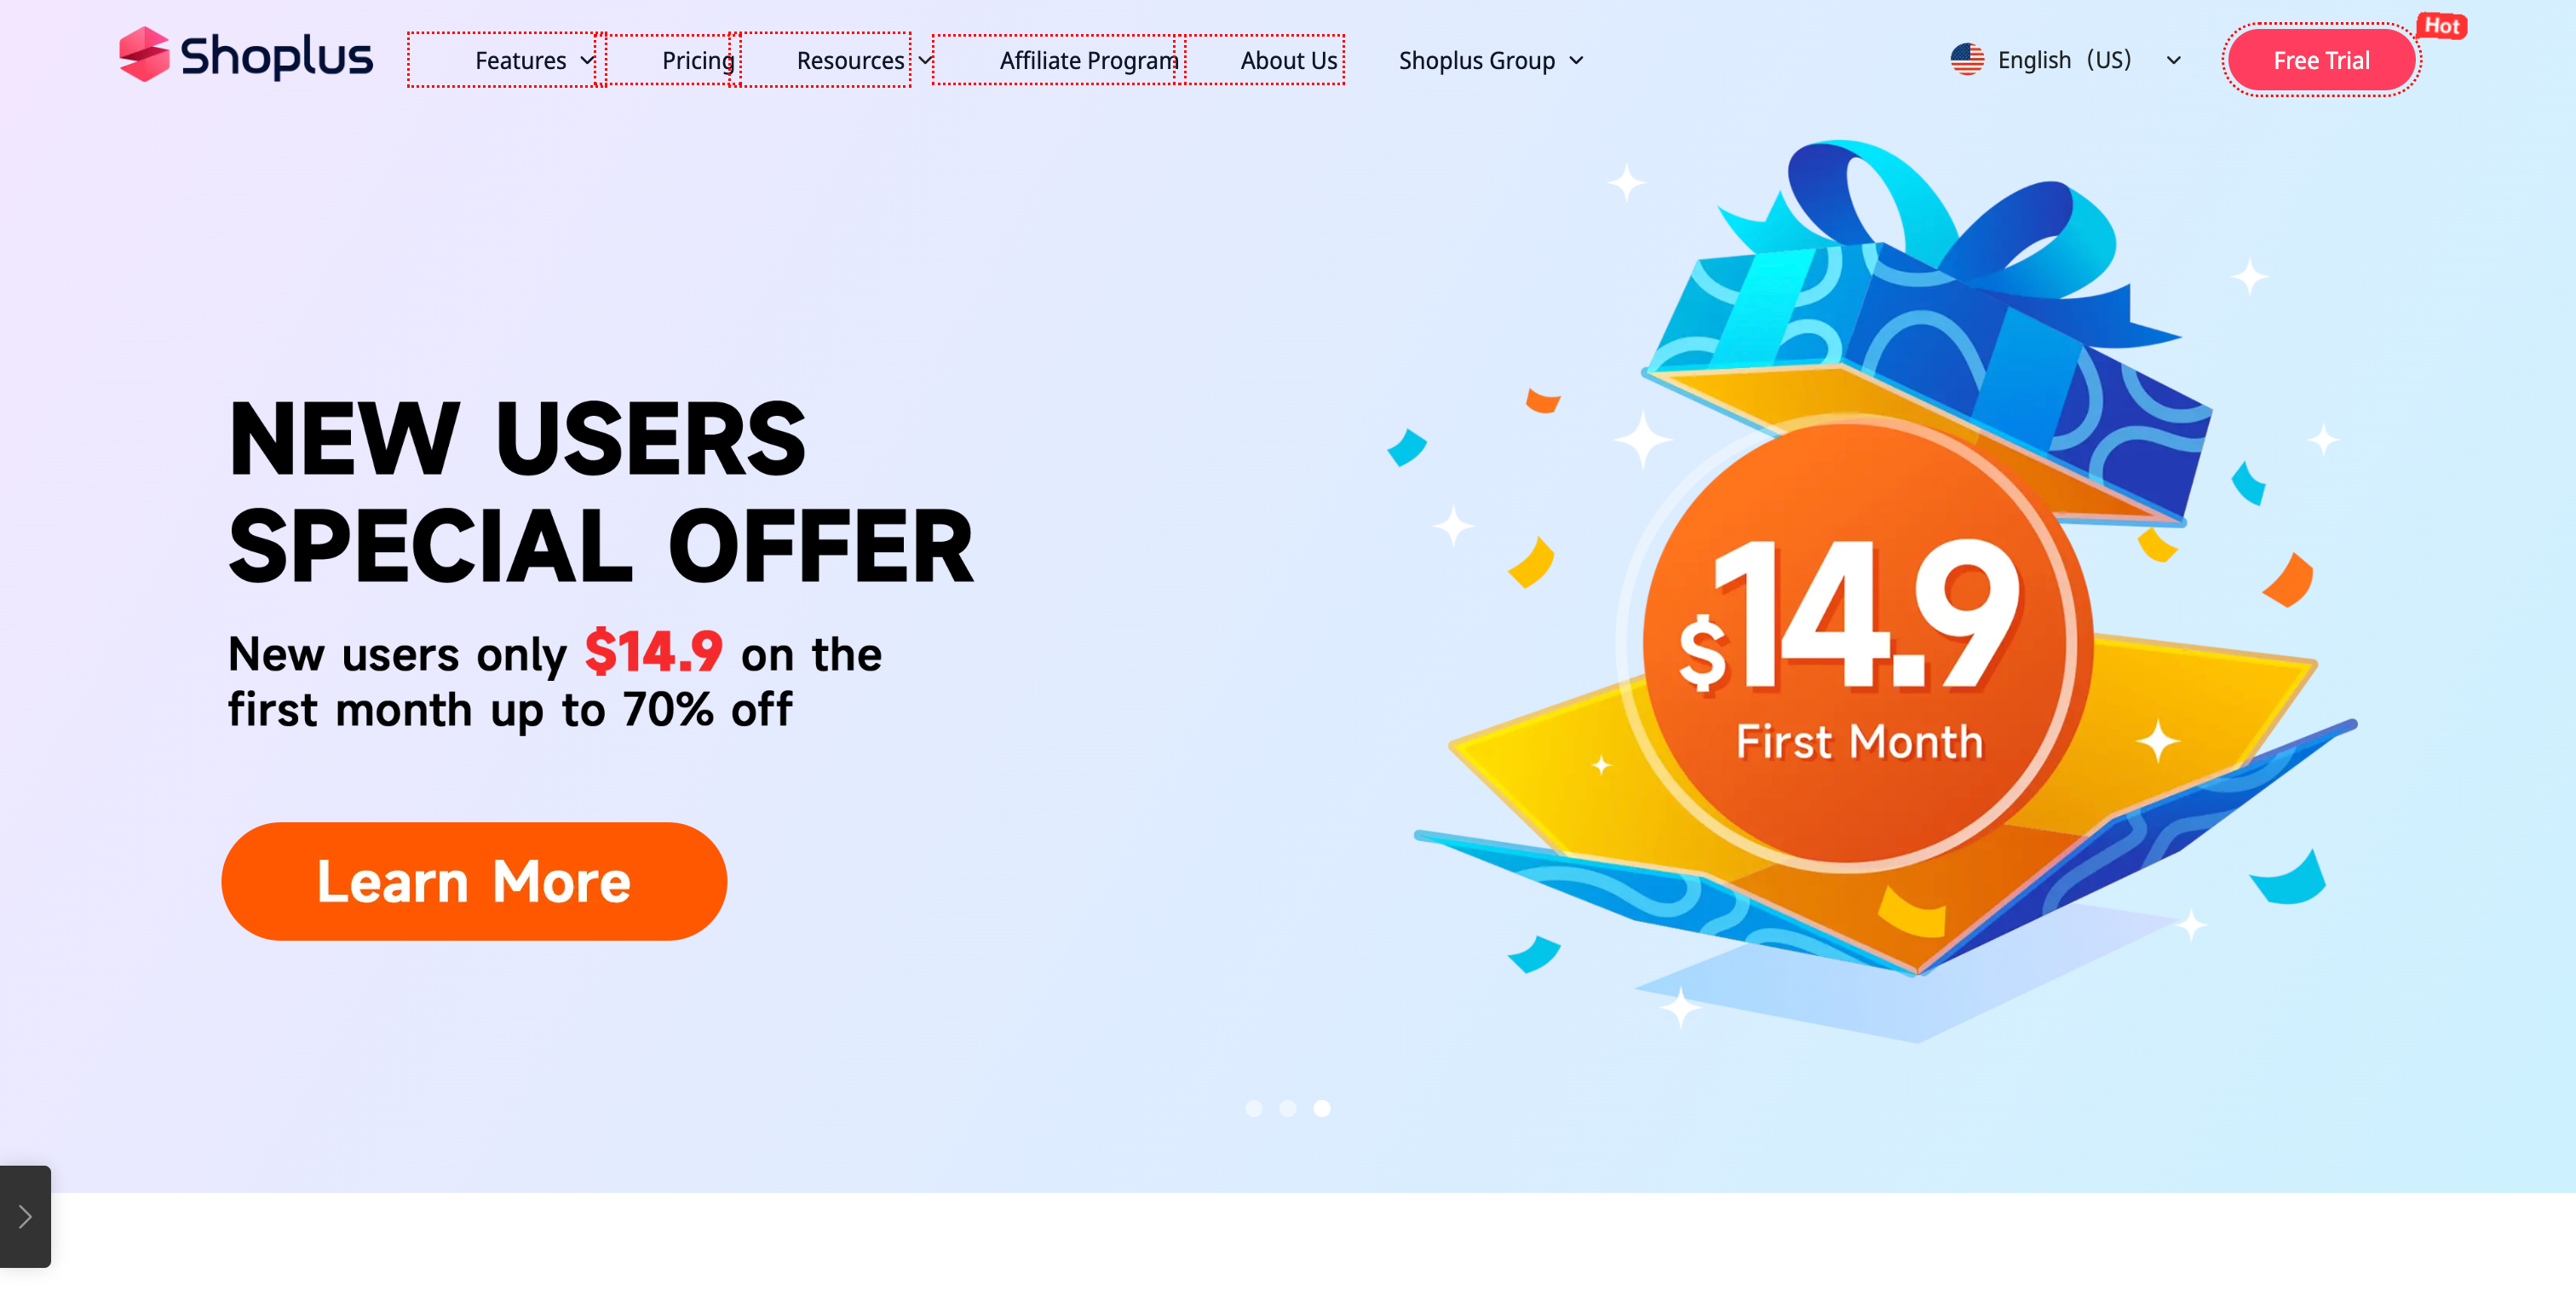 Shoplus
Features
Pricing
Resources
Affiliate Program
About Us
Shoplus Group
English (US)
Free Trial
Hot
NEW USERS
SPECIAL OFFER
New users only $14.9 on the
first month up to 70% off
Learn More
$14.9
First Month